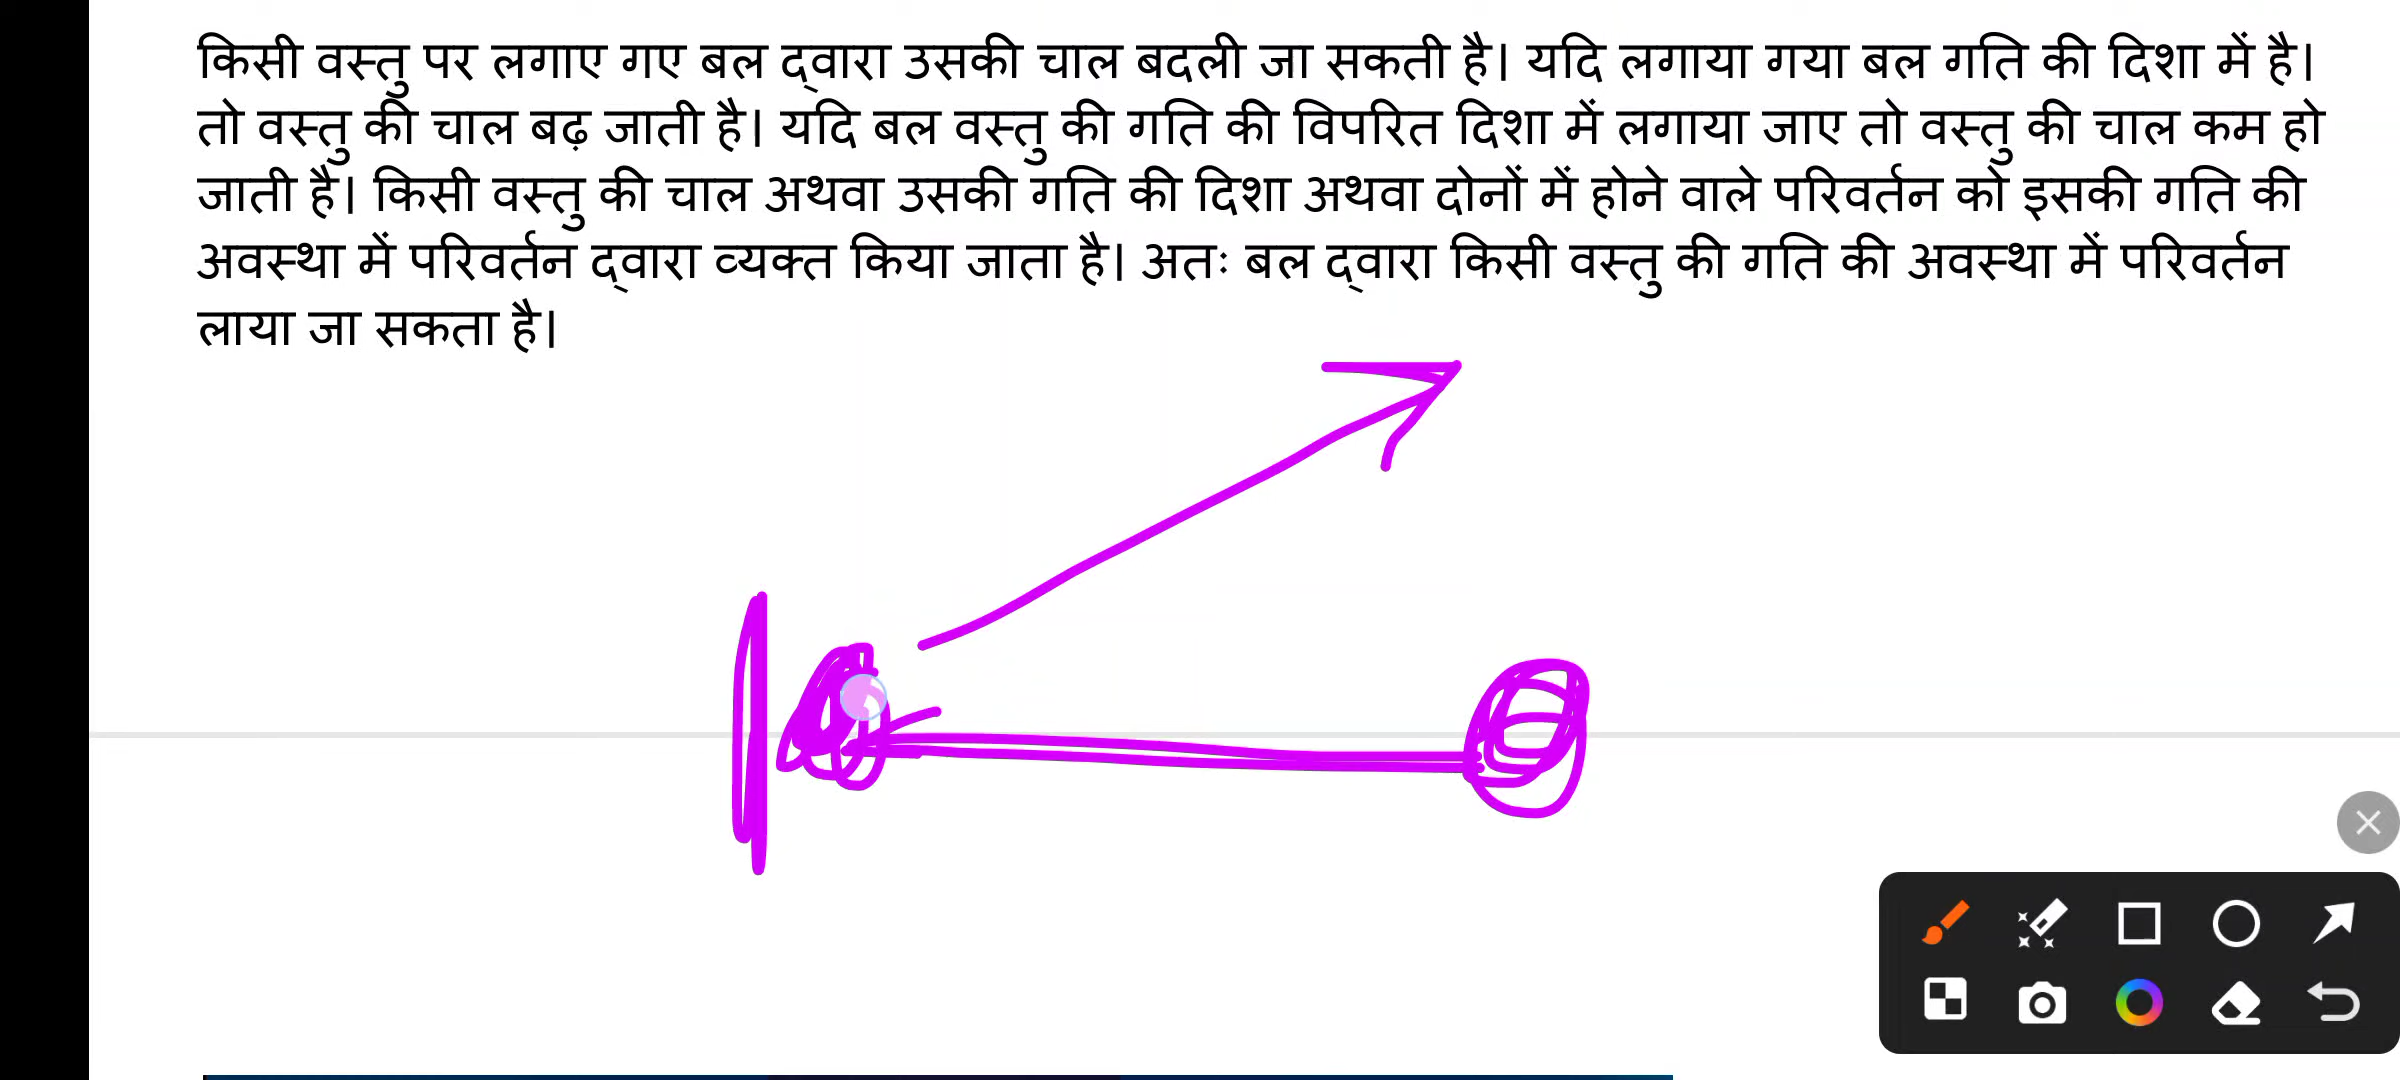 किसी वस्तु पर लगाए गए बल द्‌वारा उसकी चाल बदली जा सकती है। यदि लगाया गया बल गति की दिशा में है।
तो वस्तु की चाल बढ़ जाती है। यदि बल वस्तु की गति की विपरित दिशा में लगाया जाए तो वस्तु की चाल कम हो
जाती है। किसी वस्तु की चाल अथवा उसकी गति की दिशा अथवा दोनों में होने वाले परिवर्तन को इसकी गति की
अवस्था में परिवर्तन द्‌वारा व्यक्त किया जाता है। अतः बल द्‌वारा किसी वस्तु की गति की अवस्था में परिवर्तन
लाया जा सकता है।